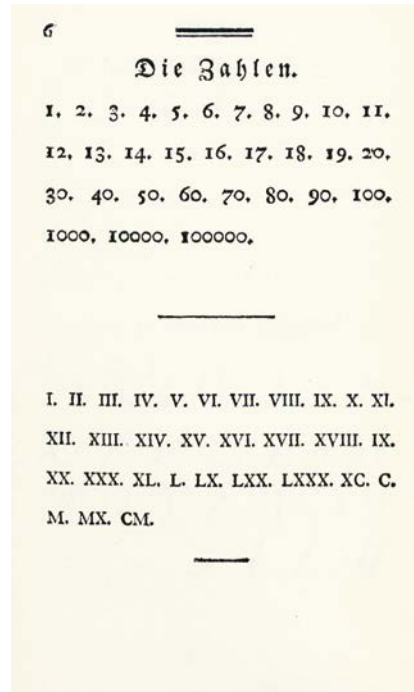 6
Die Zahlen.
1. 2. 3. 4. 5. 6. 7. 8. 9. 10. 11.
12. 13. 14. 15. 16. 17. 18. 19. 20.
30. 40. 50. 60. 70. 80. 90. 100.
1000. 10000. 100000.
I. II. III. IV. V. VI. VII. VIII. IX. X. XI.
XII. XIII. XIV. XV. XVI. XVII. XVIII. IX.
XX. XXX. XL. L. LX. LXX. LXXX. XC. C.
M. MX. CM.